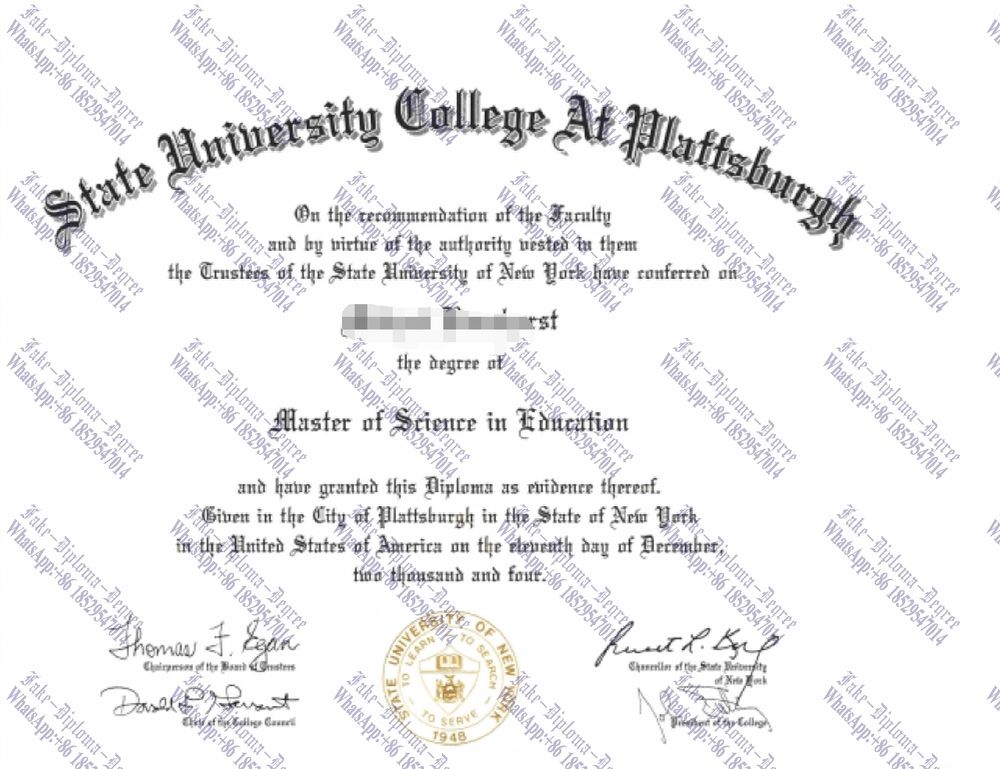 Fake-Diploma-Degree
WhatsApp:+86 18529547014
State University College At Plattsburgh
On the recommendation of the Faculty
and by virtue of the authority vested in them
the Trustees of the State University of New York have conferred on
rst
the degree of
Master of Science in Education
and have granted this Diploma as evidence thereof.
Given in the City of Plattsburgh in the State of New York
in the United States of America on the eleventh day of December,
two thousand and four.
Thomas F. Egan
Chairperson of the Board of Trustees
Chair of the College Council
STATE UNIVERSITY OF NEW YORK
TO LEARN · TO SEARCH
TO SERVE
1948
Chancellor of the State University
of New York
President of the College